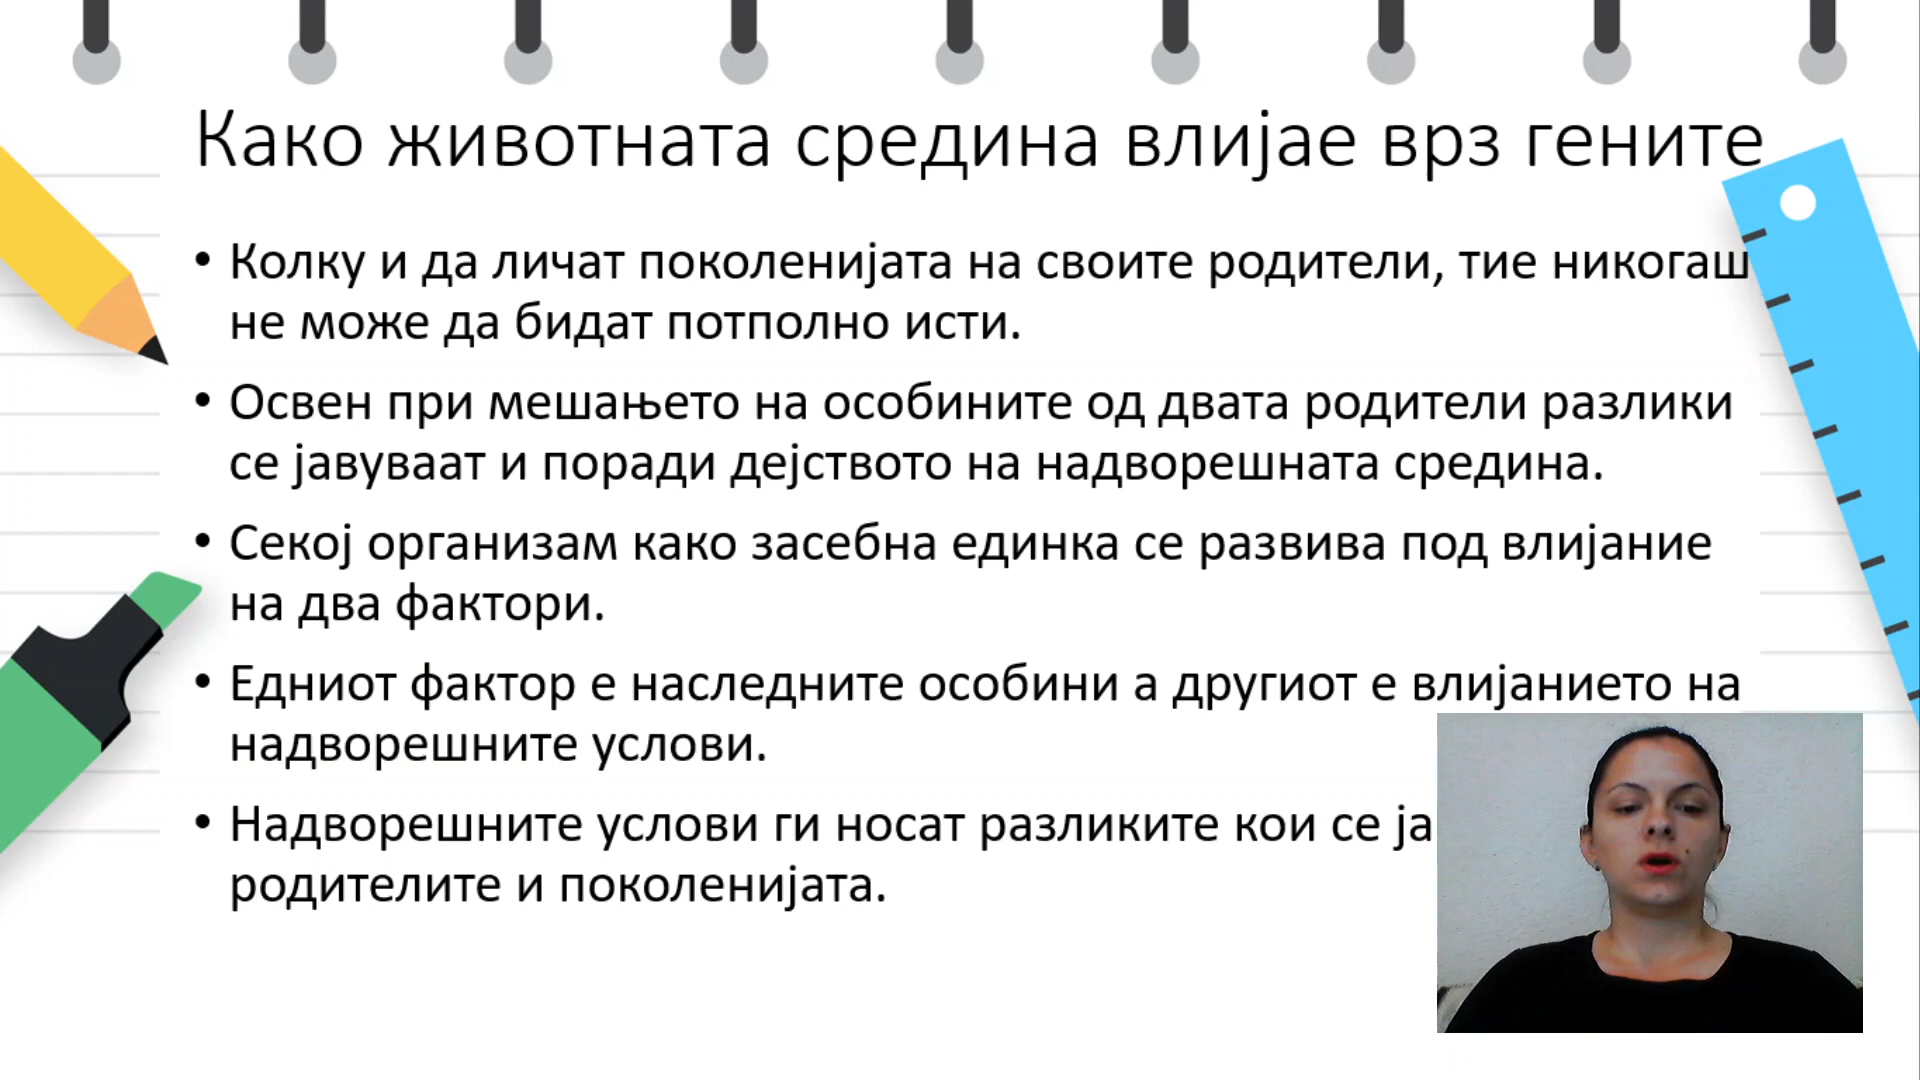 Како животната средина влијае врз гените
• Колку и да личат поколенијата на своите родители, тие никогаш
не може да бидат потполно исти.
• Освен при мешањето на особините од двата родители разлики
се јавуваат и поради дејството на надворешната средина.
• Секој организам како засебна единка се развива под влијание
на два фактори.
• Едниот фактор е наследните особини а другиот е влијанието на
надворешните услови.
• Надворешните услови ги носат разликите кои се
родителите и поколенијата.